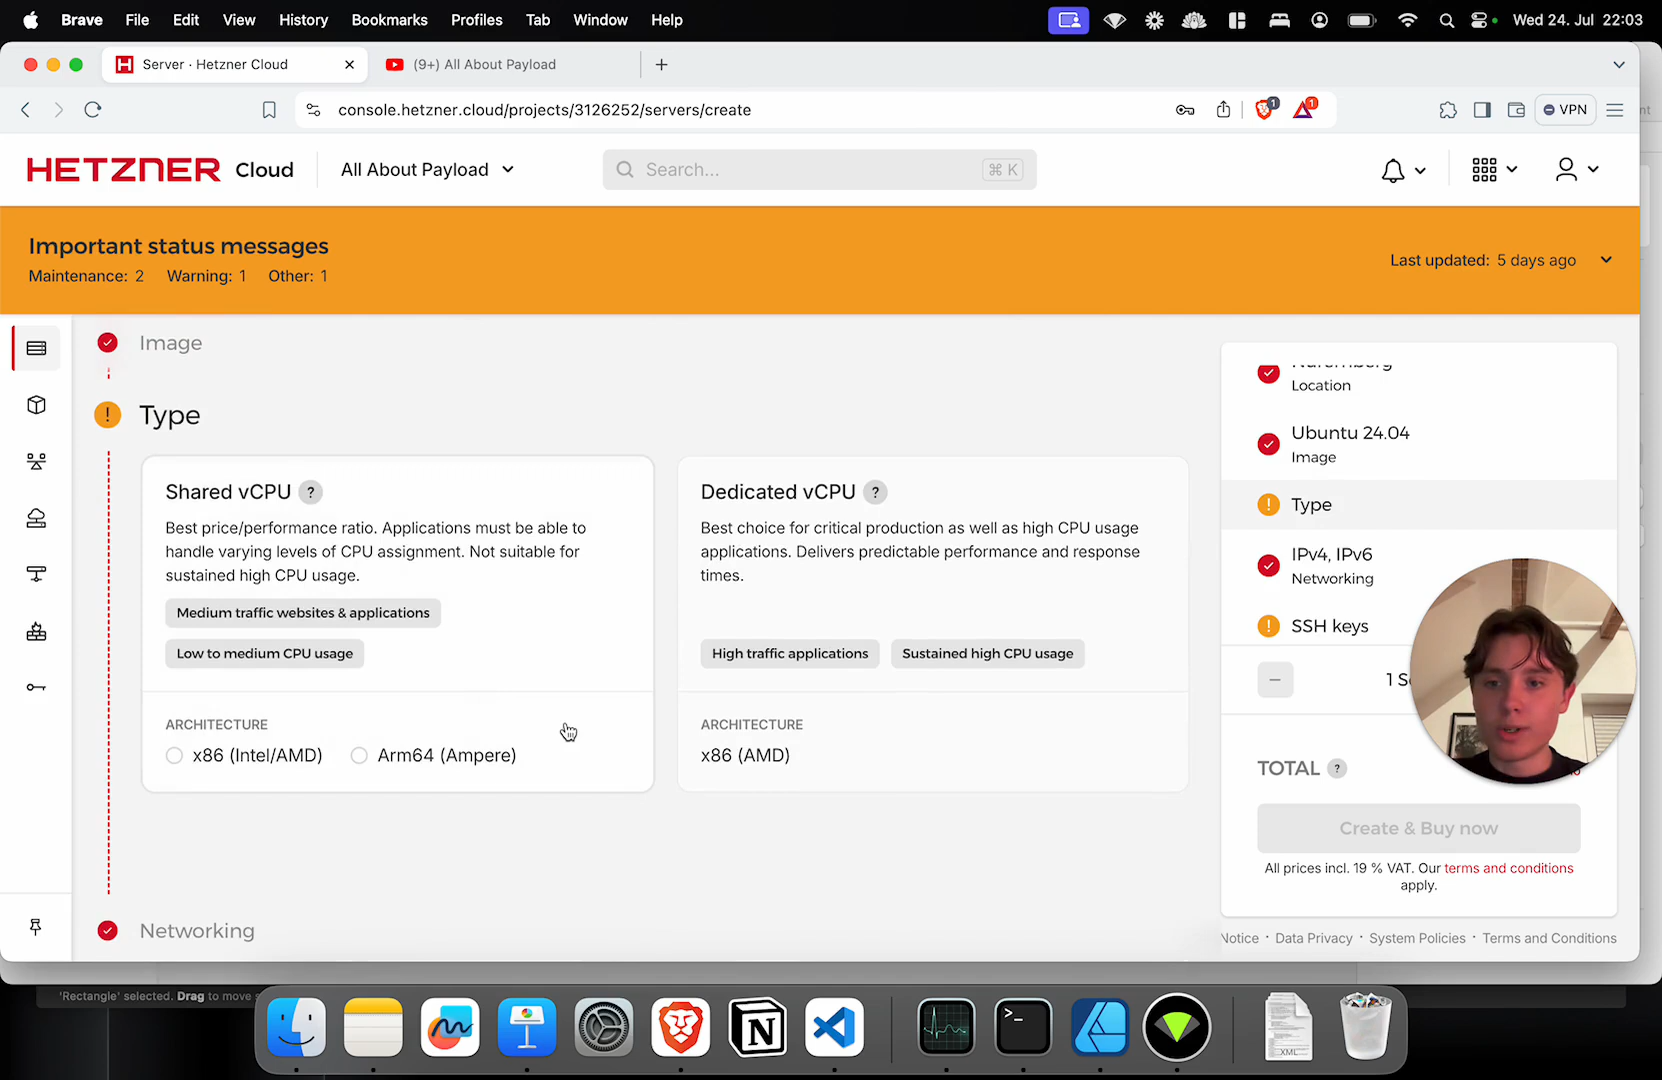 Brave File Edit View History Bookmarks Profiles Tab Window Help Wed 24. Jul 22:03
Server · Hetzner Cloud (9+) All About Payload
console.hetzner.cloud/projects/3126252/servers/create 1 1 VPN
HETZNER Cloud All About Payload Search... ⌘ K
Important status messages
Maintenance: 2 Warning: 1 Other: 1
Last updated: 5 days ago
Image
Type
Shared vCPU ?
Best price/performance ratio. Applications must be able to
handle varying levels of CPU assignment. Not suitable for
sustained high CPU usage.
Medium traffic websites & applications
Low to medium CPU usage
ARCHITECTURE
x86 (Intel/AMD) Arm64 (Ampere)
Dedicated vCPU ?
Best choice for critical production as well as high CPU usage
applications. Delivers predictable performance and response
times.
High traffic applications Sustained high CPU usage
ARCHITECTURE
x86 (AMD)
Networking
Nuremberg
Location
Ubuntu 24.04
Image
Type
IPv4, IPv6
Networking
SSH keys
1
TOTAL ?
Create & Buy now
All prices incl. 19 % VAT. Our terms and conditions
apply.
Notice · Data Privacy · System Policies · Terms and Conditions
'Rectangle' selected. Drag to move
XML